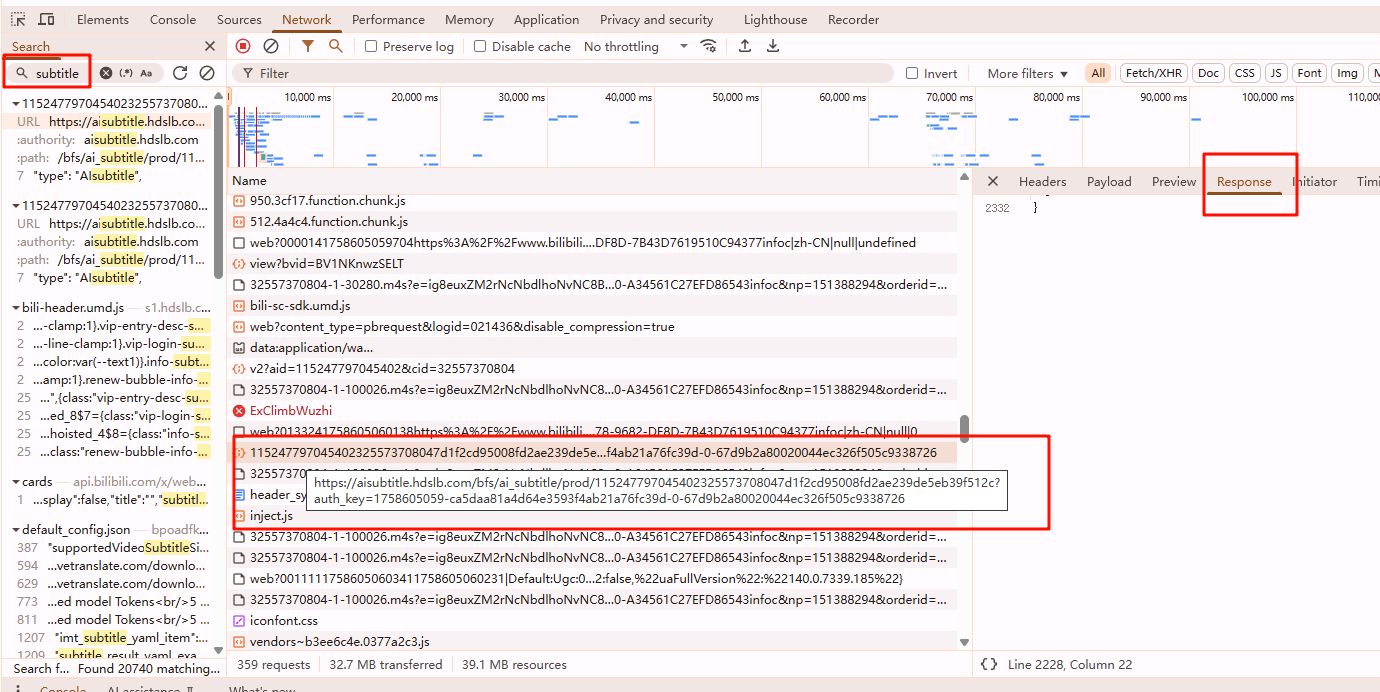 Elements Console Sources Network Performance Memory Application Privacy and security Lighthouse Recorder
Search
Preserve log Disable cache No throttling
subtitle (.*) Aa
Filter Invert More filters All Fetch/XHR Doc CSS JS Font Img M
10,000 ms 20,000 ms 30,000 ms 40,000 ms 50,000 ms 60,000 ms 70,000 ms 80,000 ms 90,000 ms 100,000 ms 110,00
115247797045402325573708​0...
URL https://aisubtitle.hdslb.co...
:authority: aisubtitle.hdslb.com
:path: /bfs/ai_subtitle/prod/11...
7 "type": "AIsubtitle",
115247797045402325573708​0...
URL https://aisubtitle.hdslb.co...
:authority: aisubtitle.hdslb.com
:path: /bfs/ai_subtitle/prod/11...
7 "type": "AIsubtitle",
bili-header.umd.js — s1.hdslb.c...
2 ...-clamp:1}.vip-entry-desc-s...
2 ...-line-clamp:1}.vip-login-su...
2 ...color:var(--text1)}.info-subt...
2 ...amp:1}.renew-bubble-info-...
25 ...",{class:"vip-entry-desc-su...
25 ...ed_8$7={class:"vip-login-s...
25 ...hoisted_4$8={class:"info-s...
25 ...class:"renew-bubble-info-s...
cards — api.bilibili.com/x/web...
1 ...splay":false,"title":"","subtitl...
default_config.json — bpoadfk...
387 "supportedVideoSubtitleSi...
594 ...vetranslate.com/downlo...
629 ...vetranslate.com/downlo...
773 ...ed model Tokens<br/>5 ...
811 ...ed model Tokens<br/>5 ...
1207 "imt_subtitle_yaml_item":...
1209 "subtitle_result_yaml_exa...
Search f... Found 20740 matching...
Name
950.3cf17.function.chunk.js
512.4a4c4.function.chunk.js
web?0000141758605059704https%3A%2F%2Fwww.bilibili....DF8D-7B43D7619510C94377infoc|zh-CN|null|undefined
view?bvid=BV1NKnwzSELT
32557370804-1-30280.m4s?e=ig8euxZM2rNcNbdlhoNvNC8B...0-A34561C27EFD86543infoc&np=151388294&orderid=...
bili-sc-sdk.umd.js
web?content_type=pbrequest&logid=021436&disable_compression=true
data:application/wa...
v2?aid=115247797045402&cid=32557370804
32557370804-1-100026.m4s?e=ig8euxZM2rNcNbdlhoNvNC8...0-A34561C27EFD86543infoc&np=151388294&orderid=...
ExClimbWuzhi
web?0133241758605060138https%3A%2F%2Fwww.bilibili....78-9682-DF8D-7B43D7619510C94377infoc|zh-CN|null|0
11524779704540232557370804​7d1f2cd95008fd2ae239de5e...f4ab21a76fc39d-0-67d9b2a80020044ec326f505c9338726
https://aisubtitle.hdslb.com/bfs/ai_subtitle/prod/115247797045402325573708047d1f2cd95008fd2ae239de5eb39f512c?
auth_key=1758605059-ca5daa81a4d64e3593f4ab21a76fc39d-0-67d9b2a80020044ec326f505c9338726
header_sy
inject.js
32557370804-1-100026.m4s?e=ig8euxZM2rNcNbdlhoNvNC8...0-A34561C27EFD86543infoc&np=151388294&orderid=...
32557370804-1-100026.m4s?e=ig8euxZM2rNcNbdlhoNvNC8...0-A34561C27EFD86543infoc&np=151388294&orderid=...
web?0011111758605060341175860506​0231|Default:Ugc:0...2:false,%22uaFullVersion%22:%22140.0.7339.185%22}
32557370804-1-100026.m4s?e=ig8euxZM2rNcNbdlhoNvNC8...0-A34561C27EFD86543infoc&np=151388294&orderid=...
iconfont.css
vendors~b3ee6c4e.0377a2c3.js
359 requests 32.7 MB transferred 39.1 MB resources
Headers Payload Preview Response Initiator Timi
2332 }
{} Line 2228, Column 22
Console AI assistance What's new